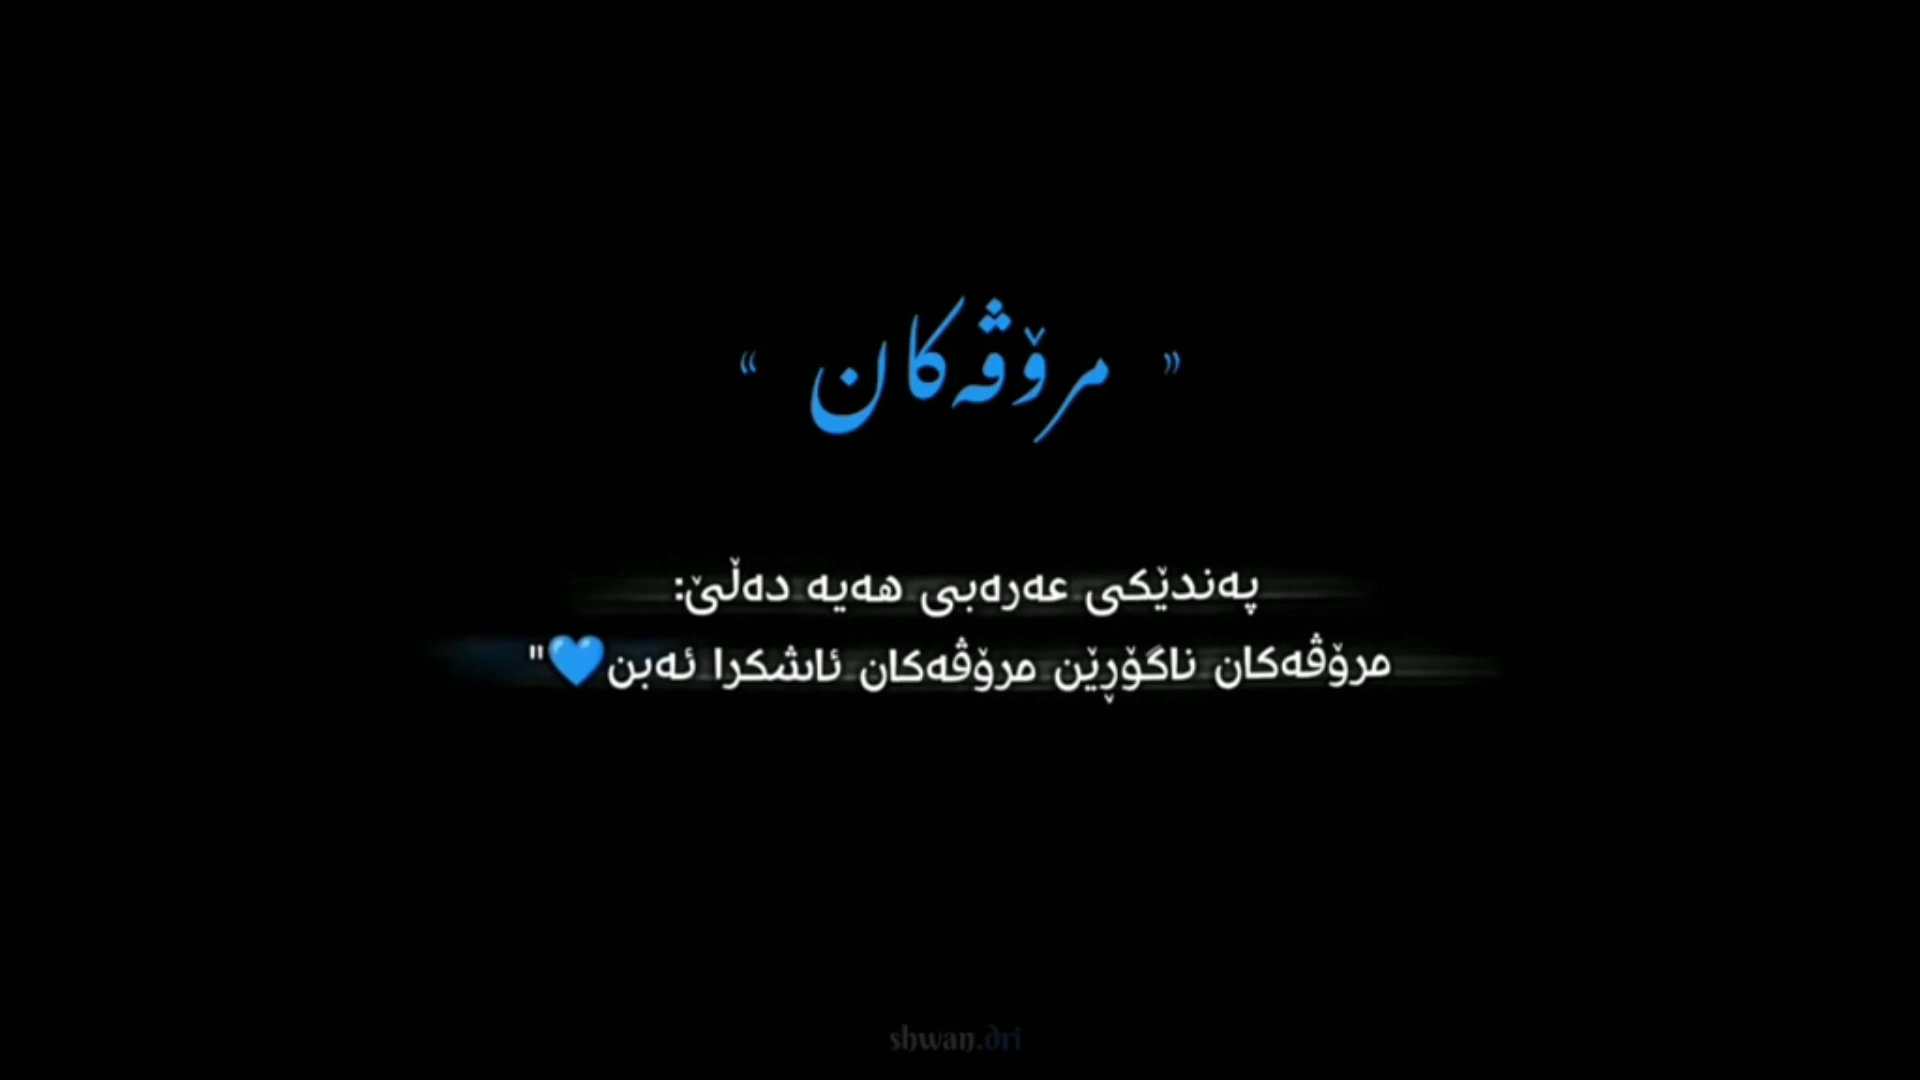 « مرۆڤەکان »
پەندێکی عەرەبی هەیە دەڵێ:
مرۆڤەکان ناگۆڕێن مرۆڤەکان ئاشکرا ئەبن💙"
shwan.dri